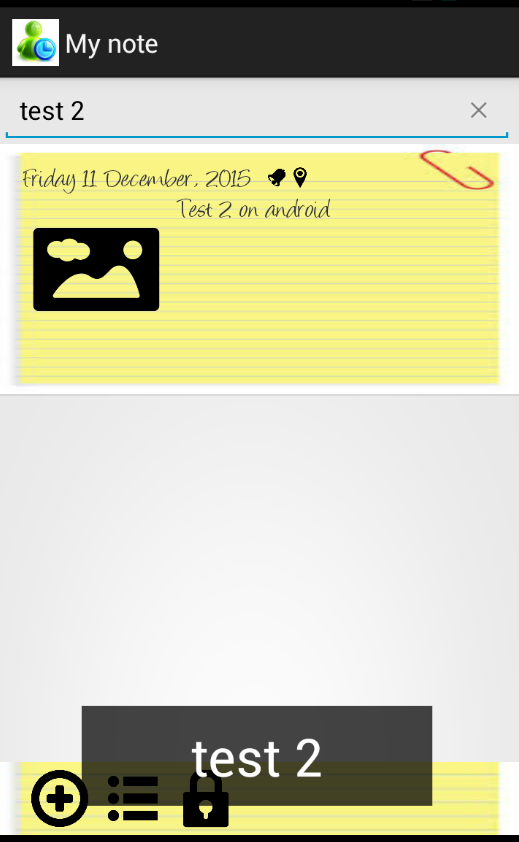 My note
test 2
Friday 11 December, 2015
Test 2 on android
test 2